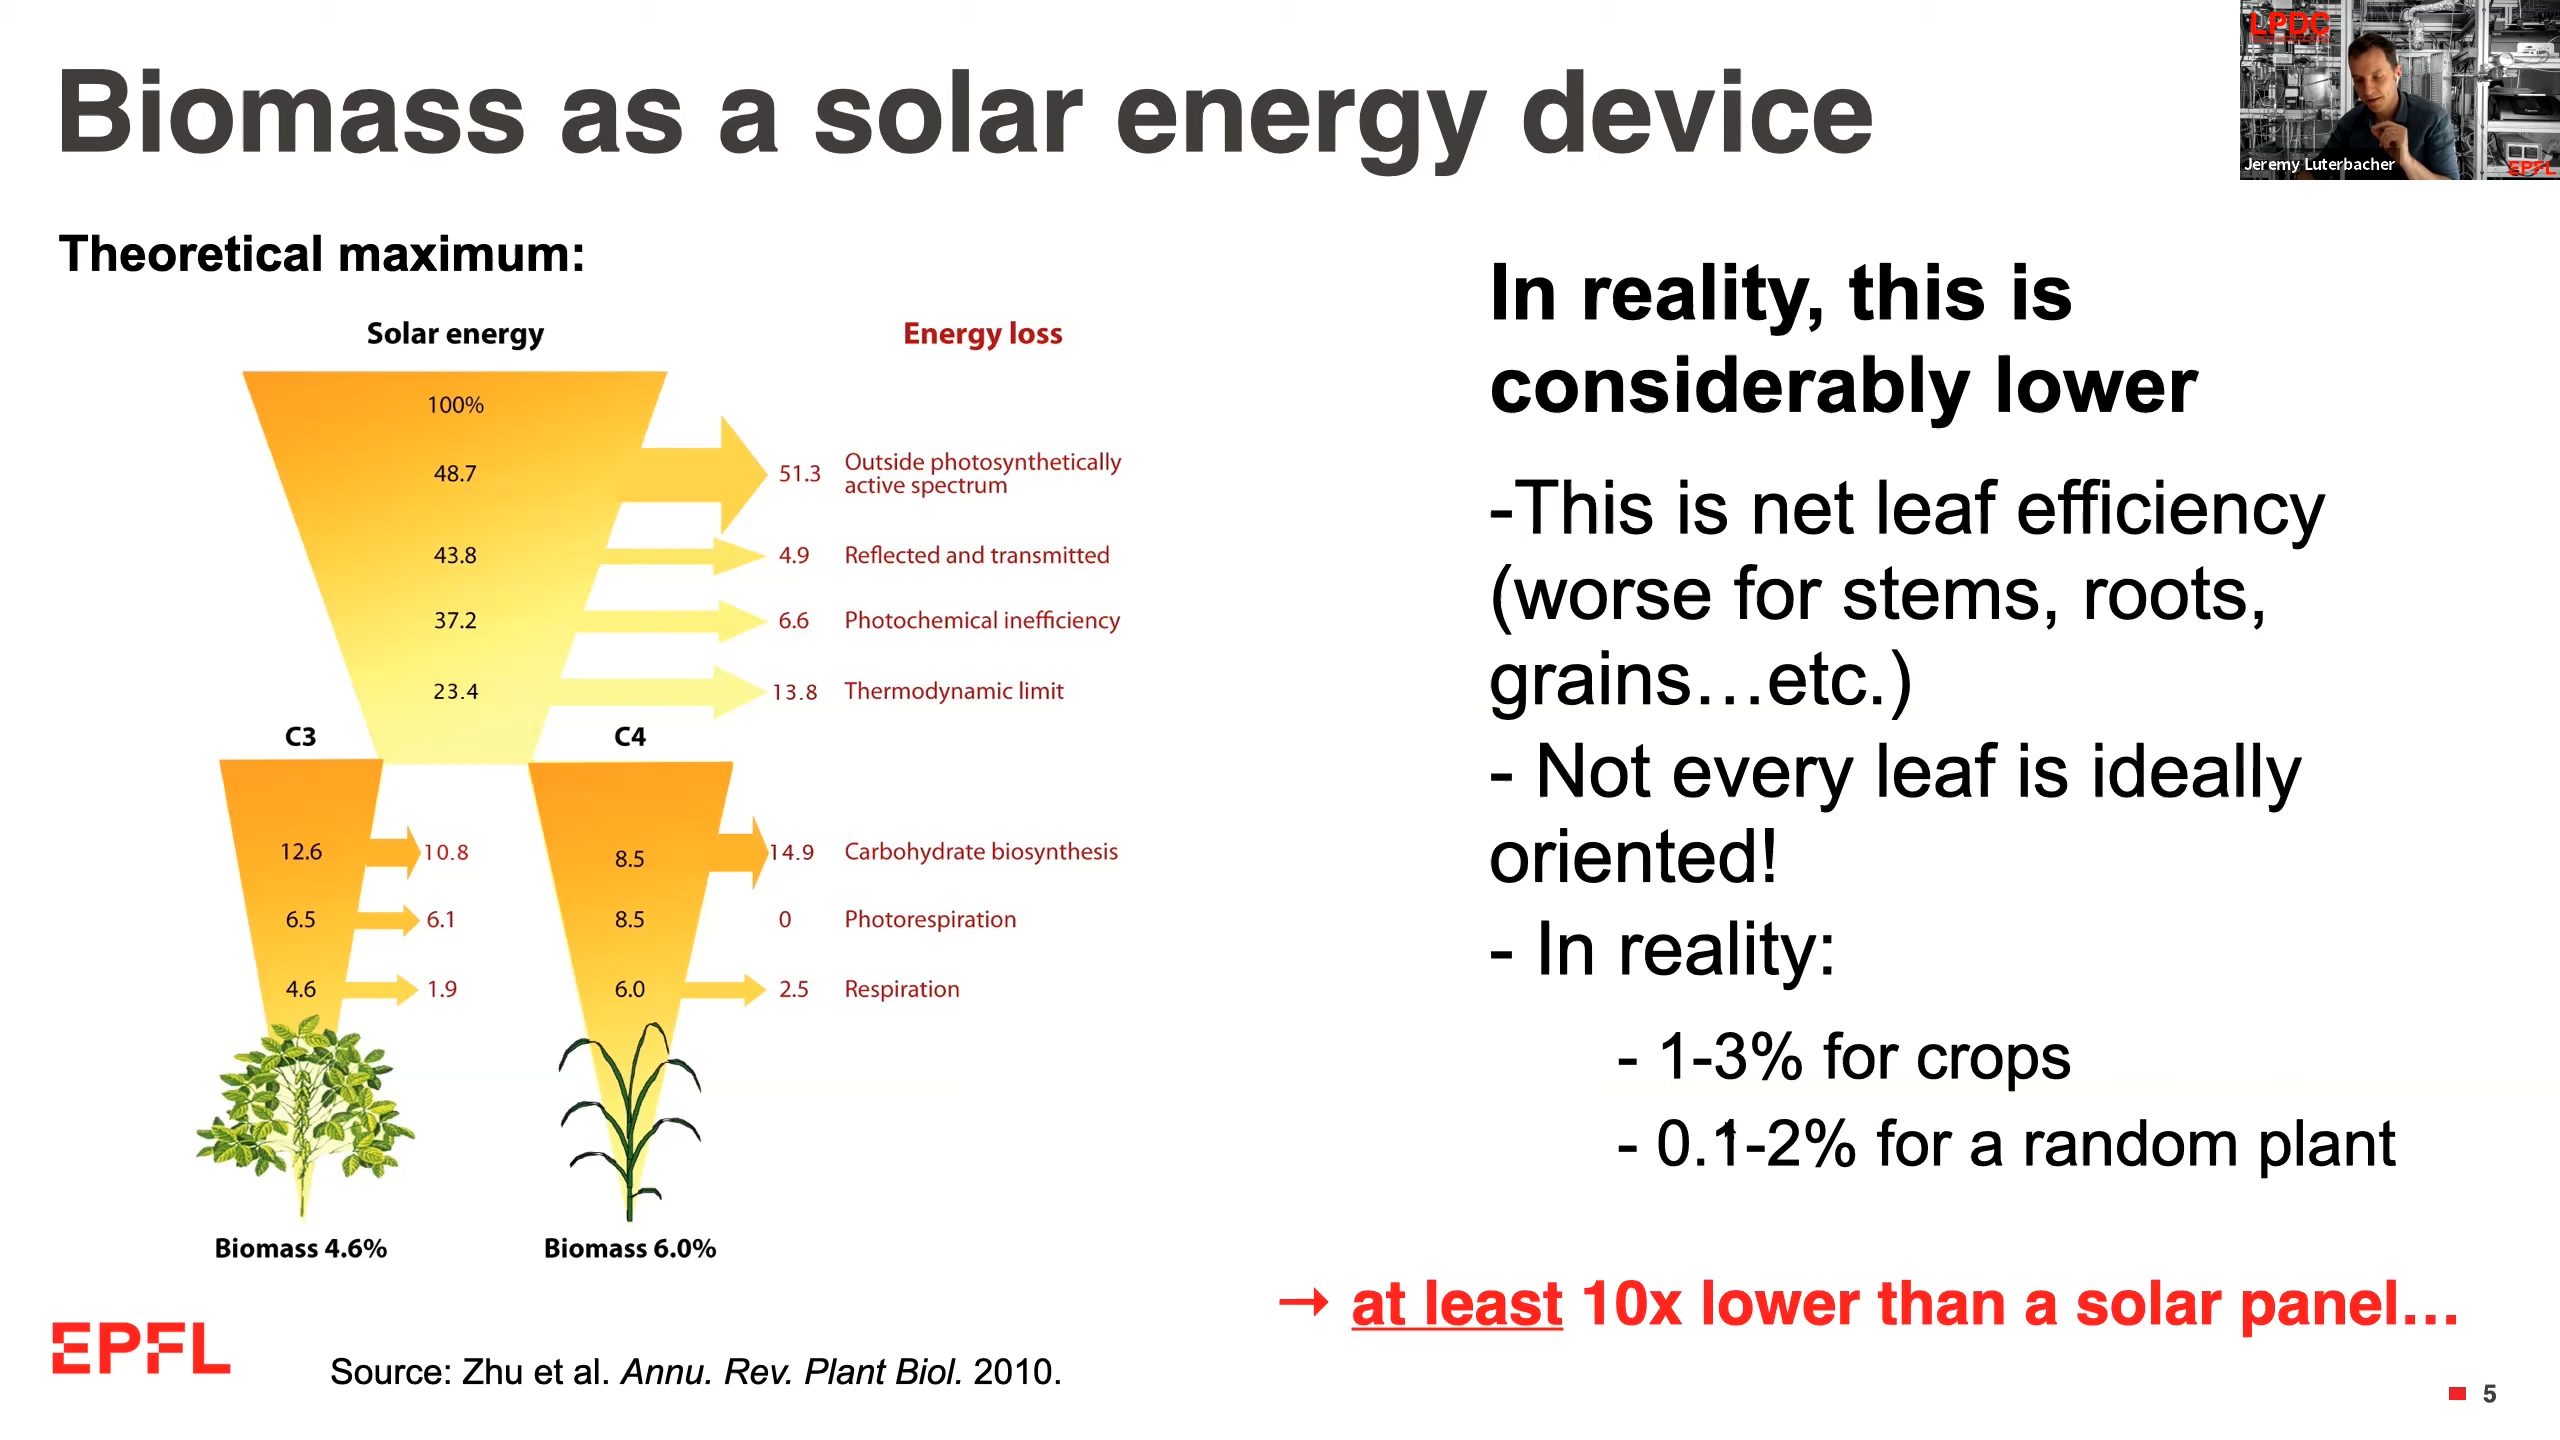 Biomass as a solar energy device
LPDC
Jeremy Luterbacher
EPFL
Theoretical maximum:
Solar energy
Energy loss
100%
48.7
51.3
Outside photosynthetically
active spectrum
43.8
4.9
Reflected and transmitted
37.2
6.6
Photochemical inefficiency
23.4
13.8
Thermodynamic limit
C3
C4
12.6
10.8
8.5
14.9
Carbohydrate biosynthesis
6.5
6.1
8.5
0
Photorespiration
4.6
1.9
6.0
2.5
Respiration
Biomass 4.6%
Biomass 6.0%
In reality, this is
considerably lower
-This is net leaf efficiency
(worse for stems, roots,
grains…etc.)
- Not every leaf is ideally
oriented!
- In reality:
- 1-3% for crops
- 0.1-2% for a random plant
→ at least 10x lower than a solar panel…
EPFL
Source: Zhu et al. Annu. Rev. Plant Biol. 2010.
5